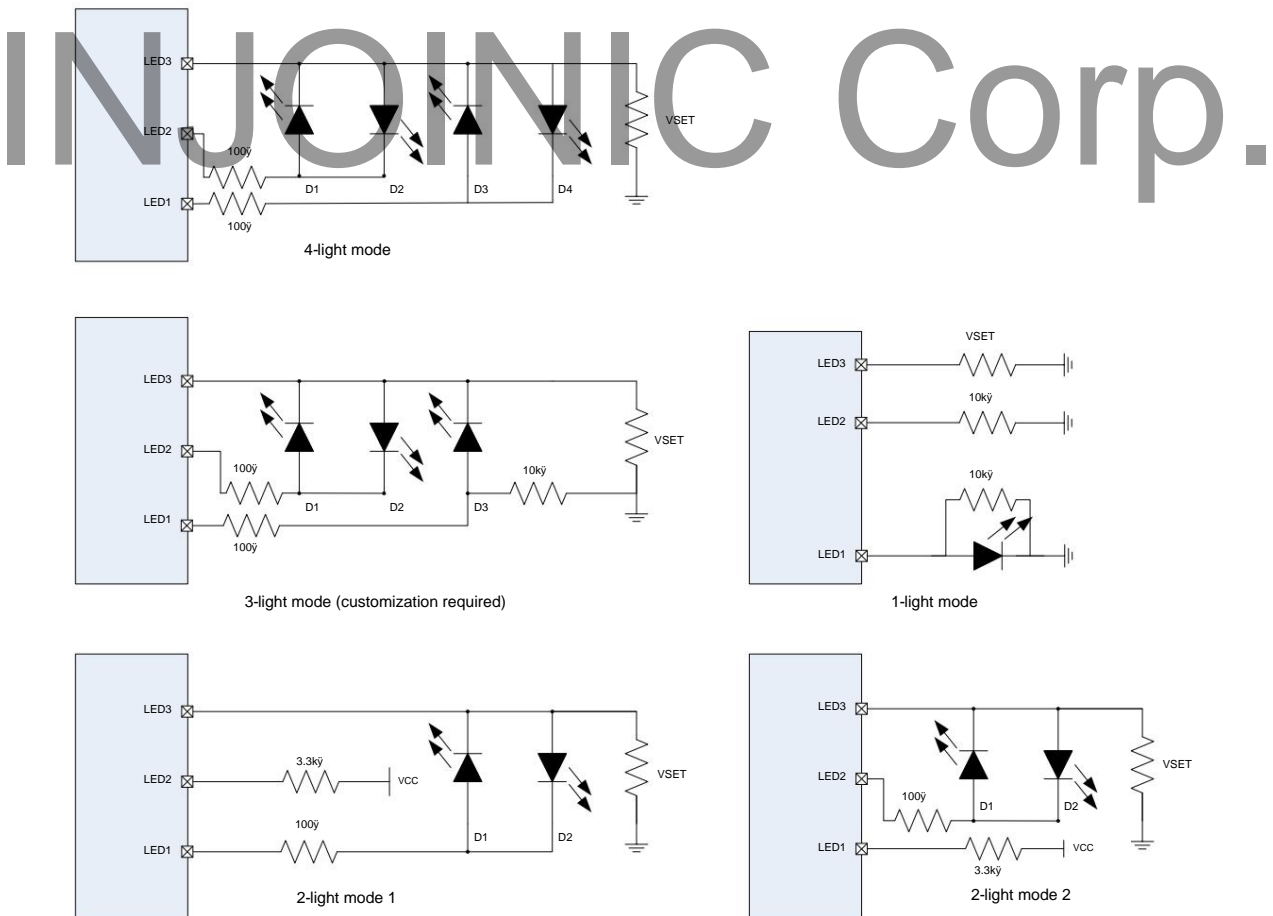 INJOINIC Corp.
LED3
VSET
LED2
100ÿ
D1
D2
D3
D4
LED1
100ÿ
4-light mode
LED3
VSET
LED2
100ÿ
10kÿ
D1
D2
D3
LED1
100ÿ
3-light mode (customization required)
VSET
LED3
10kÿ
LED2
10kÿ
LED1
1-light mode
LED3
VSET
3.3kÿ
LED2
VCC
100ÿ
D1
D2
LED1
2-light mode 1
LED3
VSET
LED2
100ÿ
D1
D2
LED1
VCC
3.3kÿ
2-light mode 2